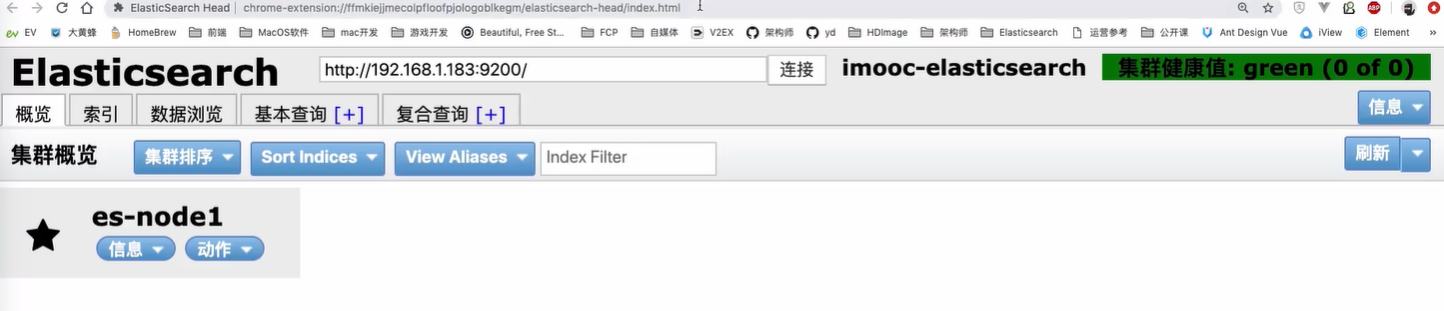 ElasticSearch Head | chrome-extension://ffmkiejjmecolpfloofpjologoblkegm/elasticsearch-head/index.html ABP
EV 大黄蜂 HomeBrew 前端 MacOS软件 mac开发 游戏开发 Beautiful, Free St... FCP 自媒体 V2EX 架构师 yd HDImage 架构师 Elasticsearch 运营参考 公开课 Ant Design Vue iView Element »
Elasticsearch http://192.168.1.183:9200/ 连接 imooc-elasticsearch 集群健康值: green (0 of 0)
概览 索引 数据浏览 基本查询 [+] 复合查询 [+] 信息
集群概览 集群排序 Sort Indices View Aliases Index Filter 刷新
es-node1
信息 动作